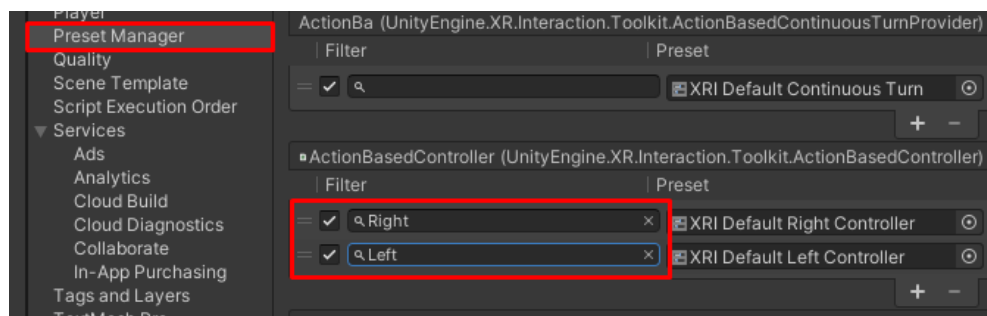 Player
Preset Manager
Quality
Scene Template
Script Execution Order
Services
Ads
Analytics
Cloud Build
Cloud Diagnostics
Collaborate
In-App Purchasing
Tags and Layers
ActionBa (UnityEngine.XR.Interaction.Toolkit.ActionBasedContinuousTurnProvider)
Filter Preset
XRI Default Continuous Turn
+ −
ActionBasedController (UnityEngine.XR.Interaction.Toolkit.ActionBasedController)
Filter Preset
Right XRI Default Right Controller
Left XRI Default Left Controller
+ −